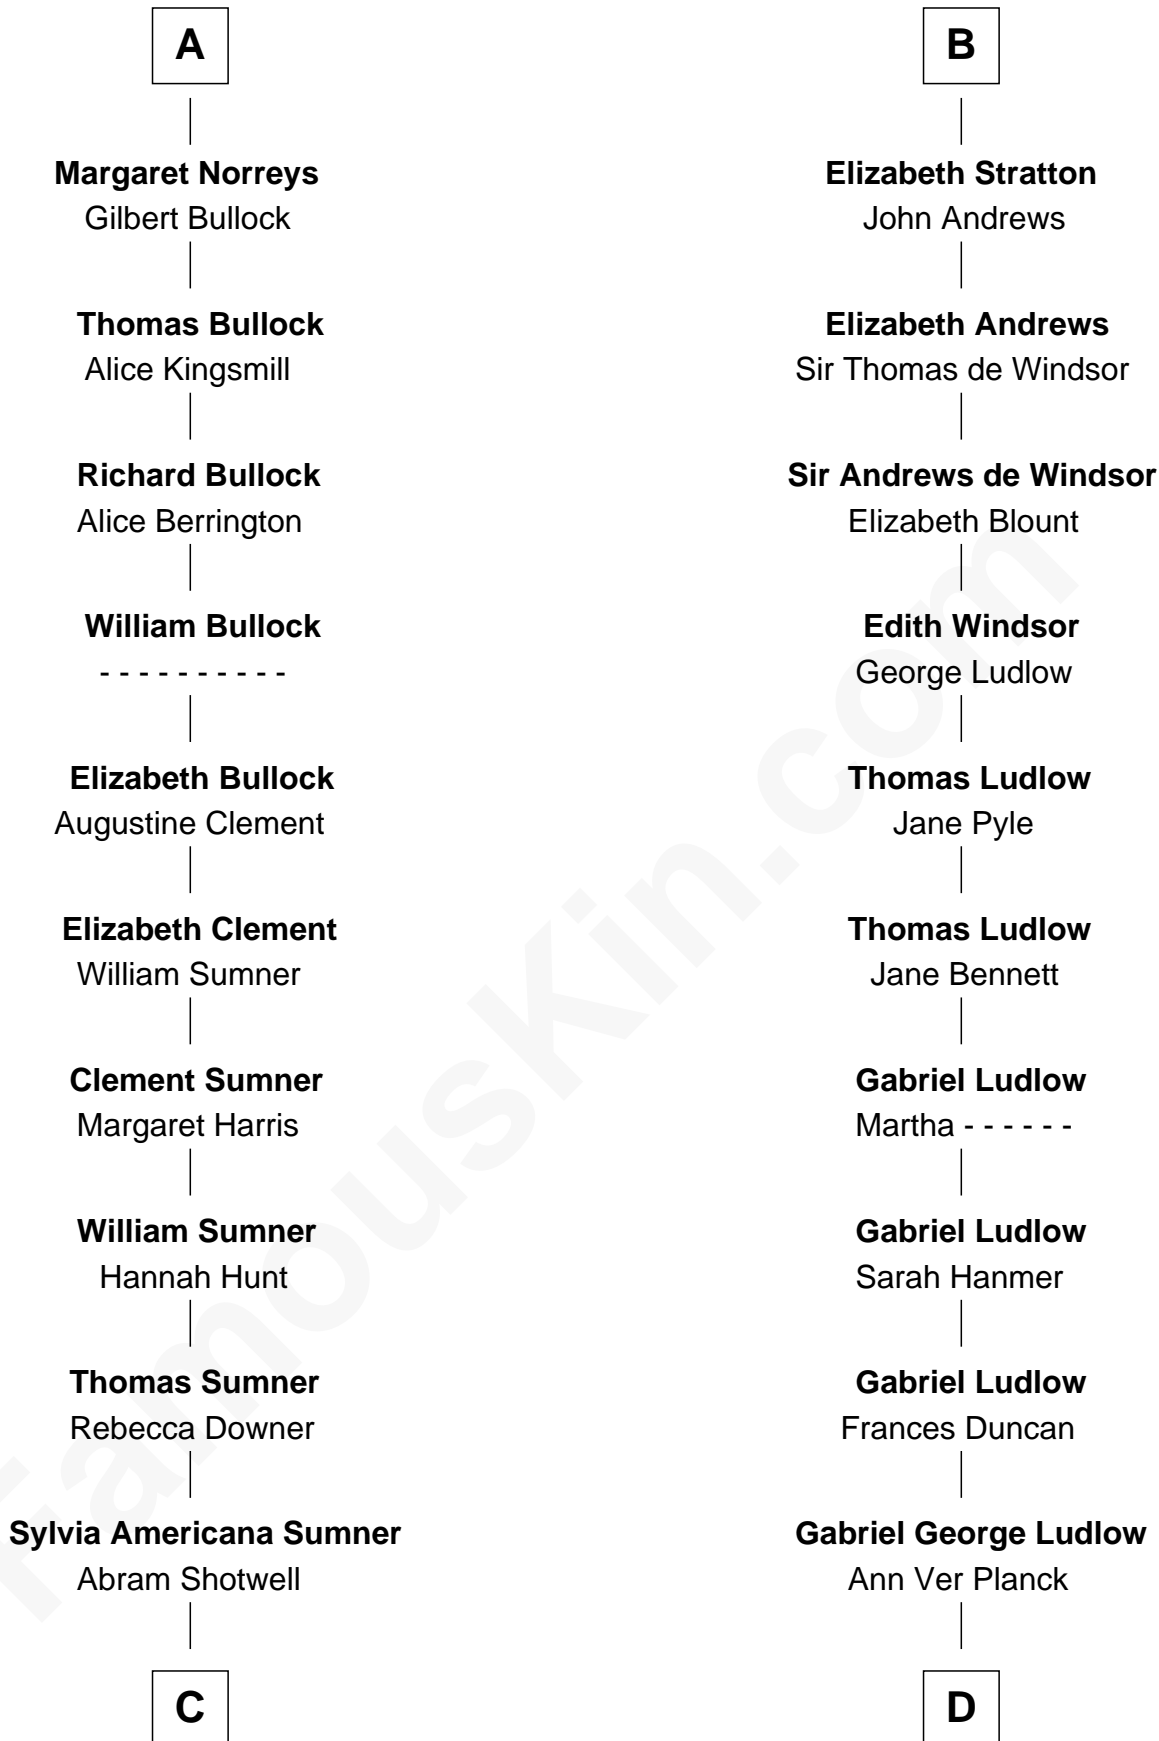 A
Margaret Norreys
Gilbert Bullock
Thomas Bullock
Alice Kingsmill
Richard Bullock
Alice Berrington
William Bullock
- - - - - - - - - -
Elizabeth Bullock
Augustine Clement
Elizabeth Clement
William Sumner
Clement Sumner
Margaret Harris
William Sumner
Hannah Hunt
Thomas Sumner
Rebecca Downer
Sylvia Americana Sumner
Abram Shotwell
C
B
Elizabeth Stratton
John Andrews
Elizabeth Andrews
Sir Thomas de Windsor
Sir Andrews de Windsor
Elizabeth Blount
Edith Windsor
George Ludlow
Thomas Ludlow
Jane Pyle
Thomas Ludlow
Jane Bennett
Gabriel Ludlow
Martha - - - - - -
Gabriel Ludlow
Sarah Hanmer
Gabriel Ludlow
Frances Duncan
Gabriel George Ludlow
Ann Ver Planck
D
FamousKin.com